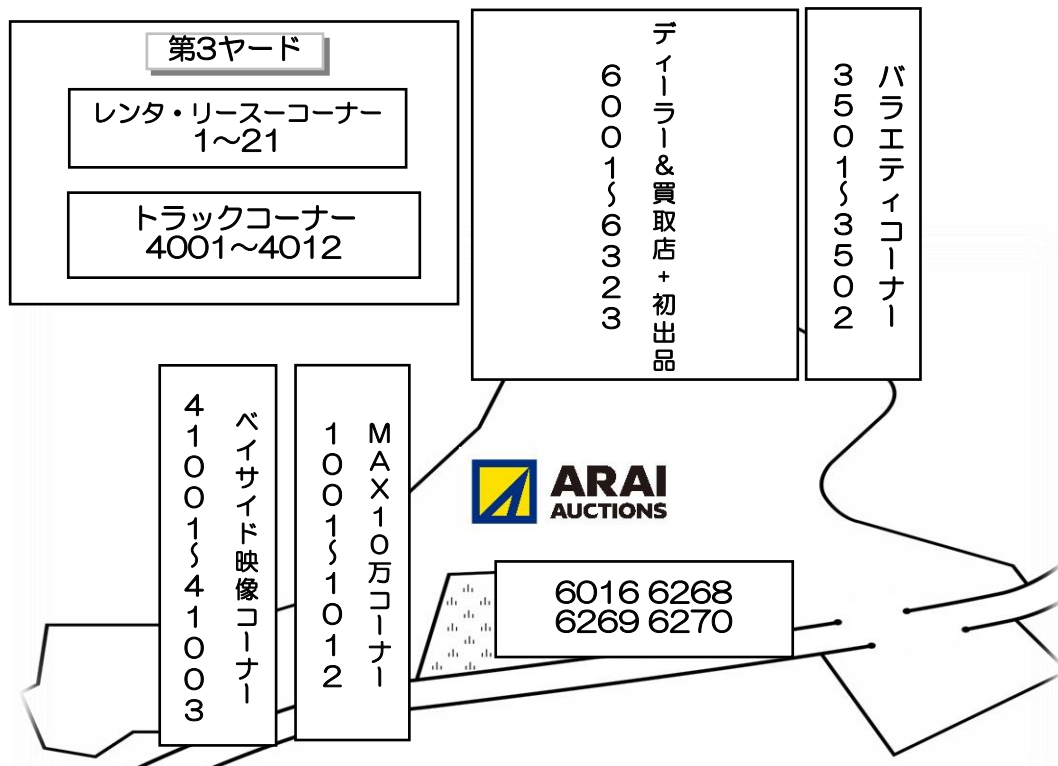 第3ヤード
レンタ・リースーコーナー
1〜21
トラックコーナー
4001〜4012
ディーラー&買取店+初出品
6001〜6323
バラエティコーナー
3501〜3502
ベイサイド映像コーナー
41001〜41003
MAX10万コーナー
1001〜1012
ARAI
AUCTIONS
6016 6268
6269 6270